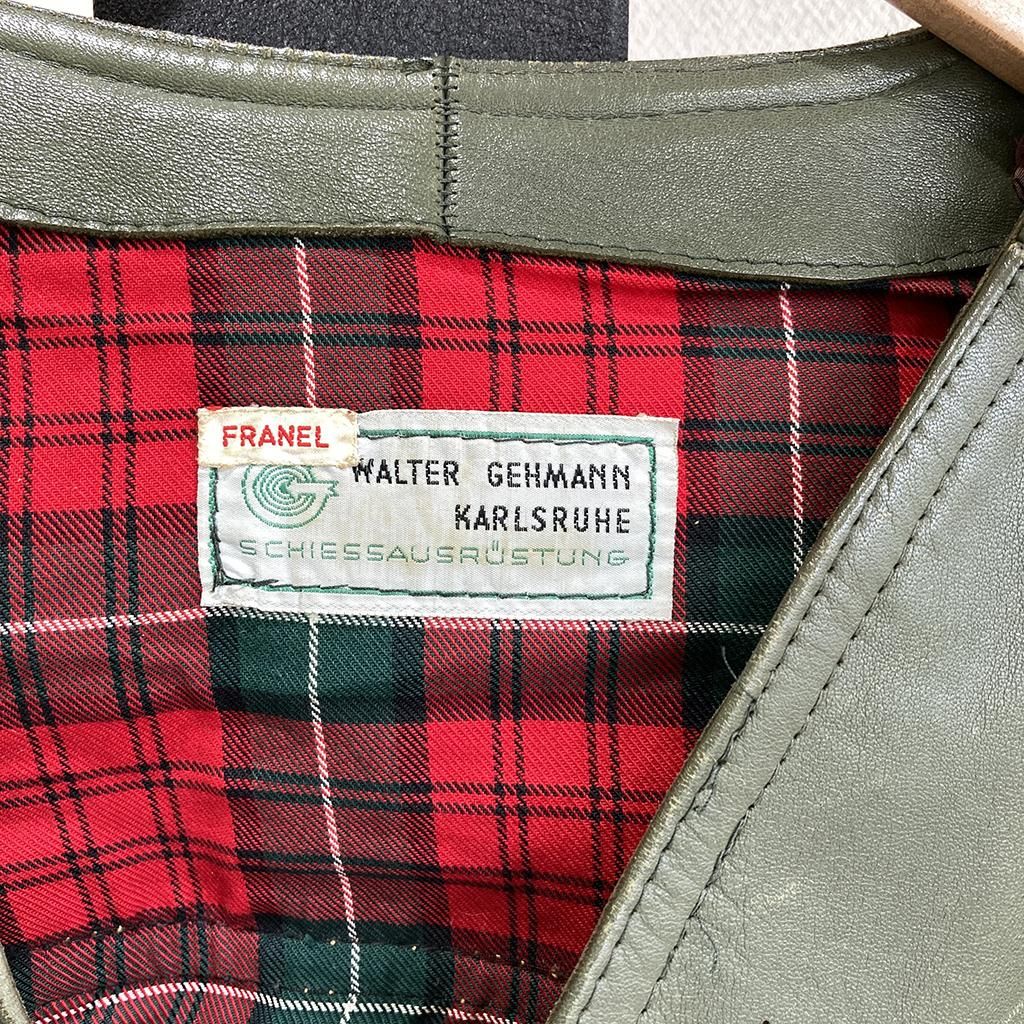 FRANEL
WALTER GEHMANN
KARLSRUHE
SCHIESSAUSRÜSTUNG